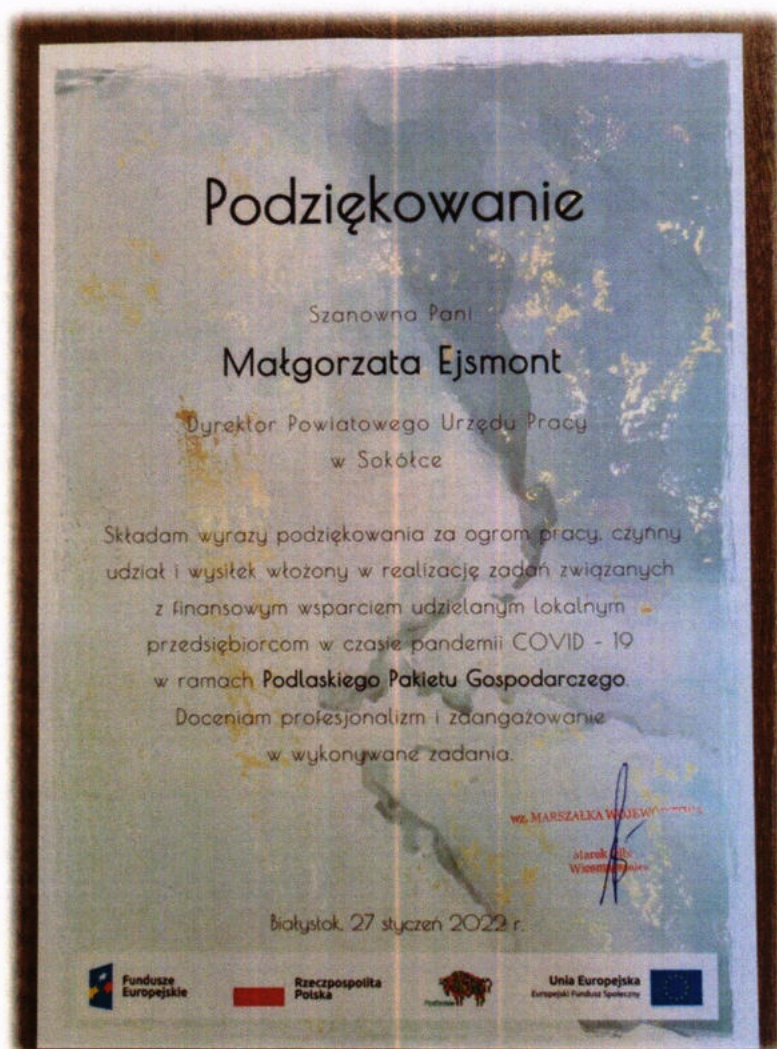 Podziękowanie
Szanowna Pani
Małgorzata Ejsmont
Dyrektor Powiatowego Urzędu Pracy
w Sokółce
Składam wyrazy podziękowania za ogrom pracy, czynny
udział i wysiłek włożony w realizację zadań związanych
z finansowym wsparciem udzielanym lokalnym
przedsiębiorcom w czasie pandemii COVID - 19
w ramach Podlaskiego Pakietu Gospodarczego.
Doceniam profesjonalizm i zaangażowanie
w wykonywane zadania.
wz. MARSZAŁKA
Marek
Białystok, 27 styczeń 2022 r.
Fundusze
Europejskie
Rzeczpospolita
Polska
Podlaskie
Unia Europejska
Europejski Fundusz Społeczny